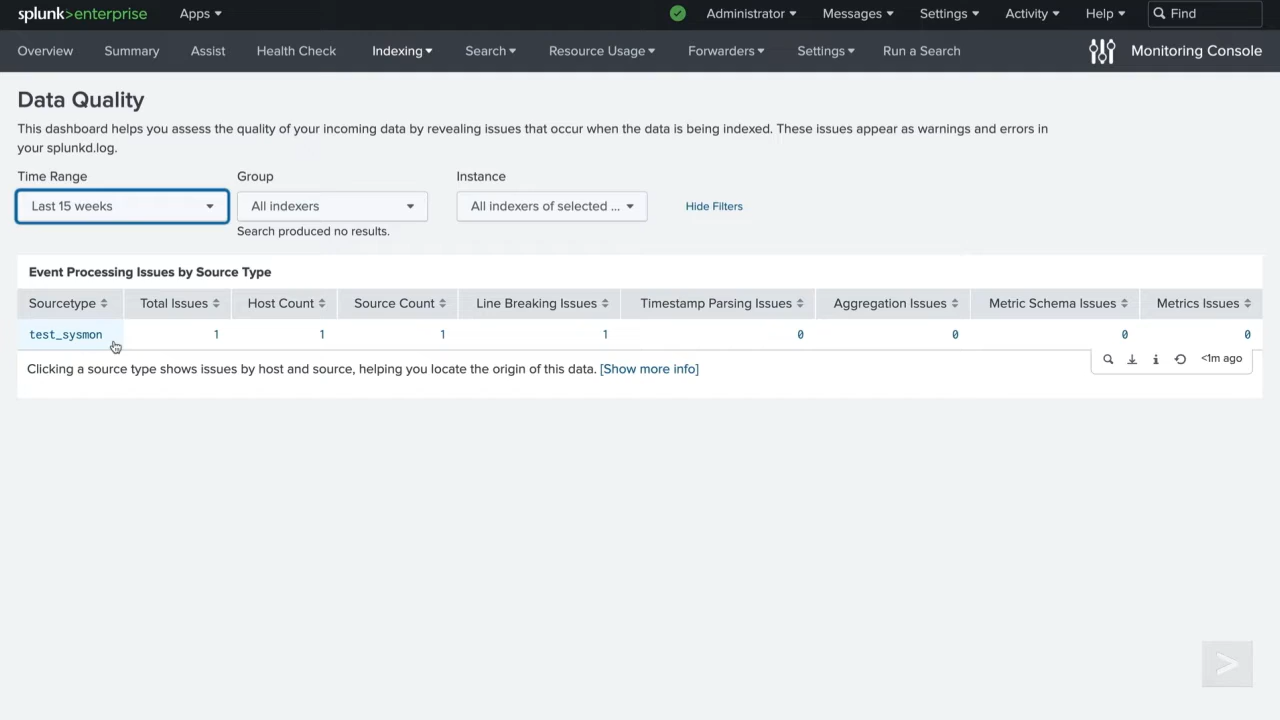 splunk>enterprise Apps Administrator Messages Settings Activity Help Find
Overview Summary Assist Health Check Indexing Search Resource Usage Forwarders Settings Run a Search Monitoring Console
Data Quality
This dashboard helps you assess the quality of your incoming data by revealing issues that occur when the data is being indexed. These issues appear as warnings and errors in
your splunkd.log.
Time Range Group Instance
Last 15 weeks All indexers All indexers of selected ... Hide Filters
Search produced no results.
Event Processing Issues by Source Type
Sourcetype Total Issues Host Count Source Count Line Breaking Issues Timestamp Parsing Issues Aggregation Issues Metric Schema Issues Metrics Issues
test_sysmon 1 1 1 1 0 0 0 0
<1m ago
Clicking a source type shows issues by host and source, helping you locate the origin of this data. [Show more info]